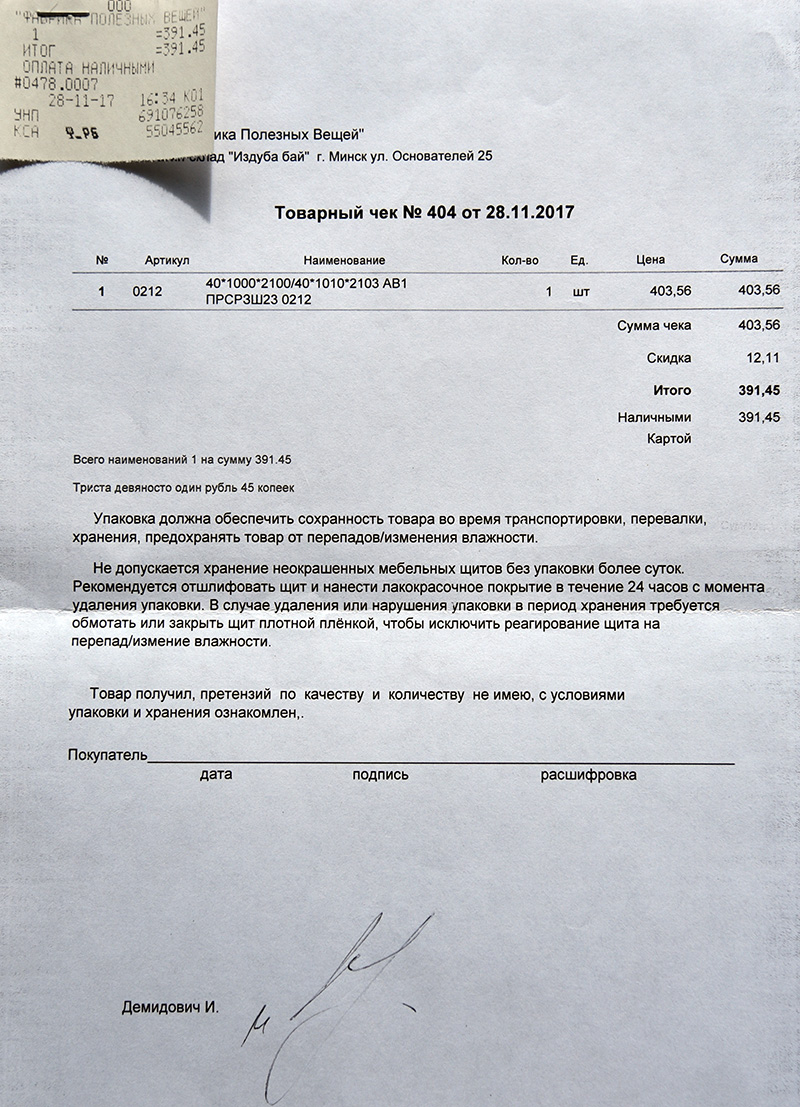 ООО
"ФАБРИКА ПОЛЕЗНЫХ ВЕЩЕЙ"
1 =391.45
ИТОГ =391.45
ОПЛАТА НАЛИЧНЫМИ
#0478.0007
28-11-17 16:34 К01
УНП 691076258
КСА 55045562
ика Полезных Вещей"
"Издуба бай" г. Минск ул. Основателей 25
Товарный чек № 404 от 28.11.2017
№ Артикул Наименование Кол-во Ед. Цена Сумма
1 0212 40*1000*2100/40*1010*2103 АВ1 ПРСРЗШ23 0212 1 шт 403,56 403,56
Сумма чека 403,56
Скидка 12,11
Итого 391,45
Наличными 391,45
Картой
Всего наименований 1 на сумму 391.45
Триста девяносто один рубль 45 копеек
Упаковка должна обеспечить сохранность товара во время транспортировки, перевалки,
хранения, предохранять товар от перепадов/изменения влажности.
Не допускается хранение неокрашенных мебельных щитов без упаковки более суток.
Рекомендуется отшлифовать щит и нанести лакокрасочное покрытие в течение 24 часов с момента
удаления упаковки. В случае удаления или нарушения упаковки в период хранения требуется
обмотать или закрыть щит плотной плёнкой, чтобы исключить реагирование щита на
перепад/измение влажности.
Товар получил, претензий по качеству и количеству не имею, с условиями
упаковки и хранения ознакомлен,.
Покупатель
дата подпись расшифровка
Демидович И.